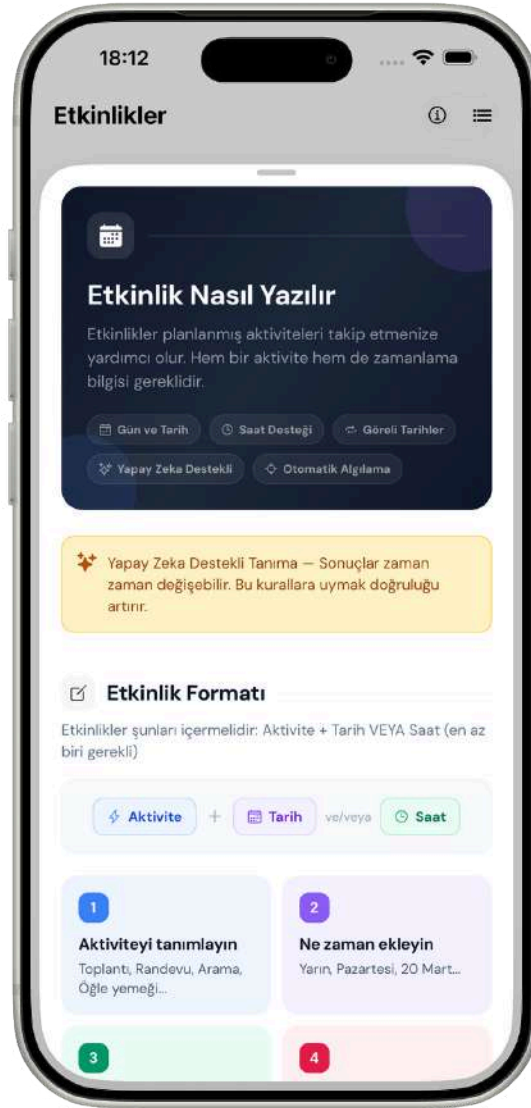 18:12
Etkinlikler
Etkinlik Nasıl Yazılır
Etkinlikler planlanmış aktiviteleri takip etmenize
yardımcı olur. Hem bir aktivite hem de zamanlama
bilgisi gereklidir.
Gün ve Tarih
Saat Desteği
Göreli Tarihler
Yapay Zeka Destekli
Otomatik Algılama
Yapay Zeka Destekli Tanıma — Sonuçlar zaman
zaman değişebilir. Bu kurallara uymak doğruluğu
artırır.
Etkinlik Formatı
Etkinlikler şunları içermelidir: Aktivite + Tarih VEYA Saat (en az
biri gerekli)
Aktivite + Tarih ve/veya Saat
1
Aktiviteyi tanımlayın
Toplantı, Randevu, Arama,
Öğle yemeği...
2
Ne zaman ekleyin
Yarın, Pazartesi, 20 Mart...
3
4